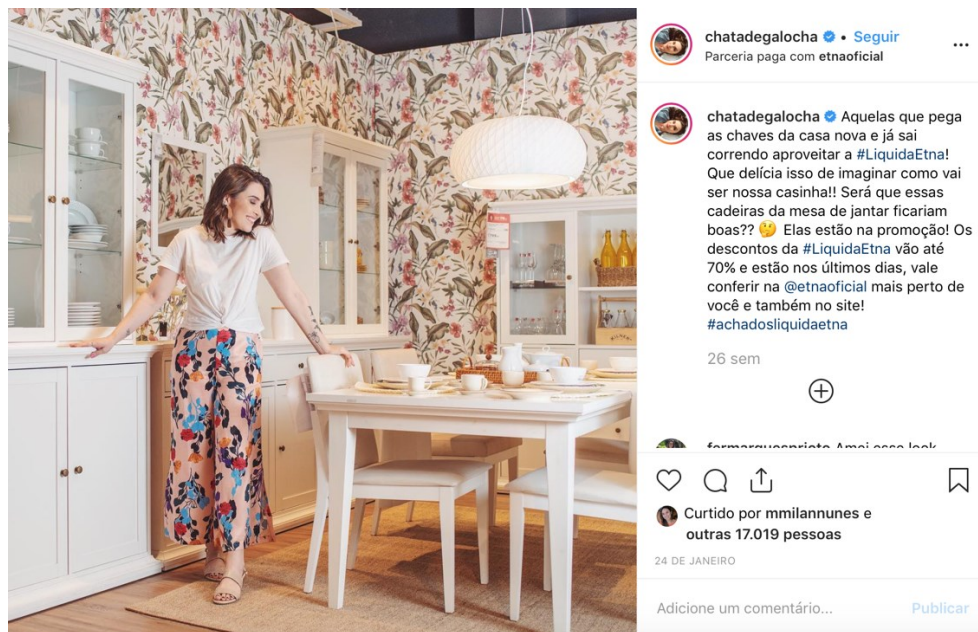 chatadegalocha • Seguir
Parceria paga com etnaoficial
chatadegalocha Aquelas que pega
as chaves da casa nova e já sai
correndo aproveitar a #LiquidaEtna!
Que delícia isso de imaginar como vai
ser nossa casinha!! Será que essas
cadeiras da mesa de jantar ficariam
boas?? 🤔 Elas estão na promoção! Os
descontos da #LiquidaEtna vão até
70% e estão nos últimos dias, vale
conferir na @etnaoficial mais perto de
você e também no site!
#achadosliquidaetna
26 sem
fermarquesprieto Amei esse look
Curtido por mmilannunes e
outras 17.019 pessoas
24 DE JANEIRO
Adicione um comentário... Publicar